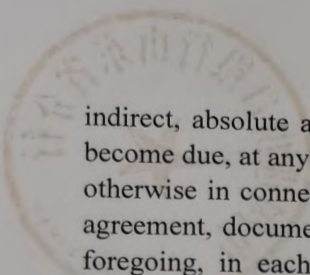 indirect, absolute a
become due, at any
otherwise in conne
agreement, docume
foregoing, in each